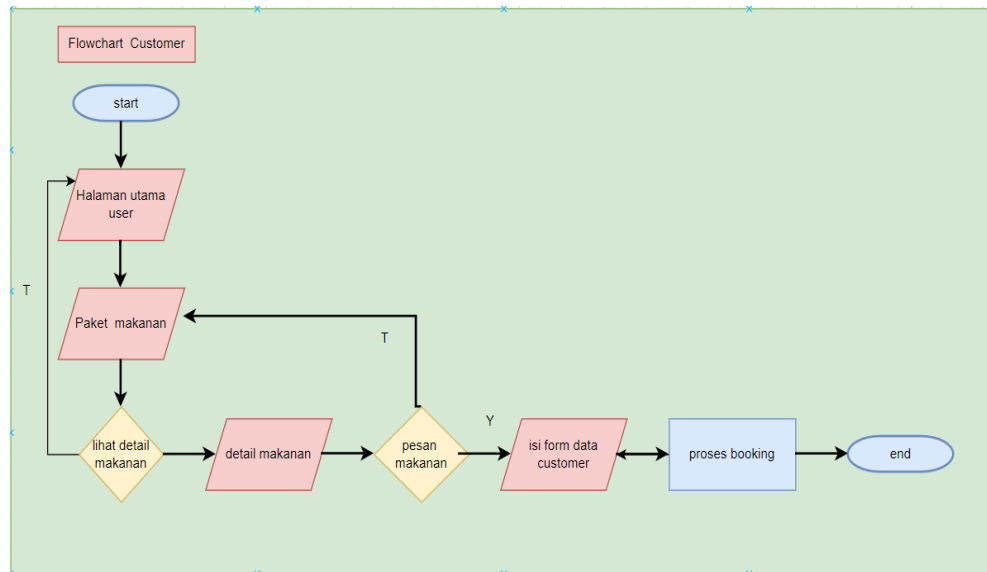 Flowchart Customer
start
Halaman utama
user
T
Paket makanan
T
lihat detail
makanan
detail makanan
pesan
makanan
Y
isi form data
customer
proses booking
end